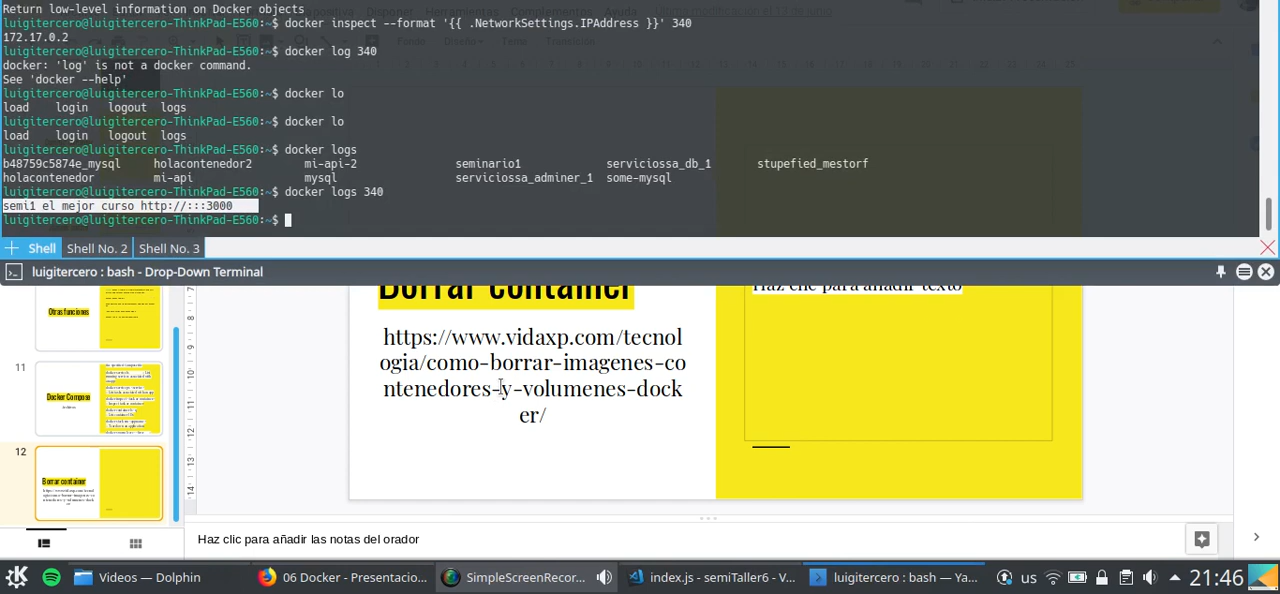 Return low-level information on Docker objects
luigitercero@luigitercero-ThinkPad-E560:~$ docker inspect --format '{{ .NetworkSettings.IPAddress }}' 340
172.17.0.2
luigitercero@luigitercero-ThinkPad-E560:~$ docker log 340
docker: 'log' is not a docker command.
See 'docker --help'
luigitercero@luigitercero-ThinkPad-E560:~$ docker lo
load login logout logs
luigitercero@luigitercero-ThinkPad-E560:~$ docker lo
load login logout logs
luigitercero@luigitercero-ThinkPad-E560:~$ docker logs
b48759c5874e_mysql holacontenedor2 mi-api-2 seminario1 serviciossa_db_1 stupefied_mestorf
holacontenedor mi-api mysql serviciossa_adminer_1 some-mysql
luigitercero@luigitercero-ThinkPad-E560:~$ docker logs 340
semi1 el mejor curso http://:::3000
luigitercero@luigitercero-ThinkPad-E560:~$
Shell Shell No. 2 Shell No. 3
luigitercero : bash - Drop-Down Terminal
Borrar container
Haz clic para añadir texto
https://www.vidaxp.com/tecnol
ogia/como-borrar-imagenes-co
ntenedores-y-volumenes-dock
er/
Otras funciones
11
Docker Compose
12
Borrar container
Haz clic para añadir las notas del orador
Videos — Dolphin
06 Docker - Presentacio...
SimpleScreenRecor...
index.js - semiTaller6 - V...
luigitercero : bash — Ya...
us
21:46